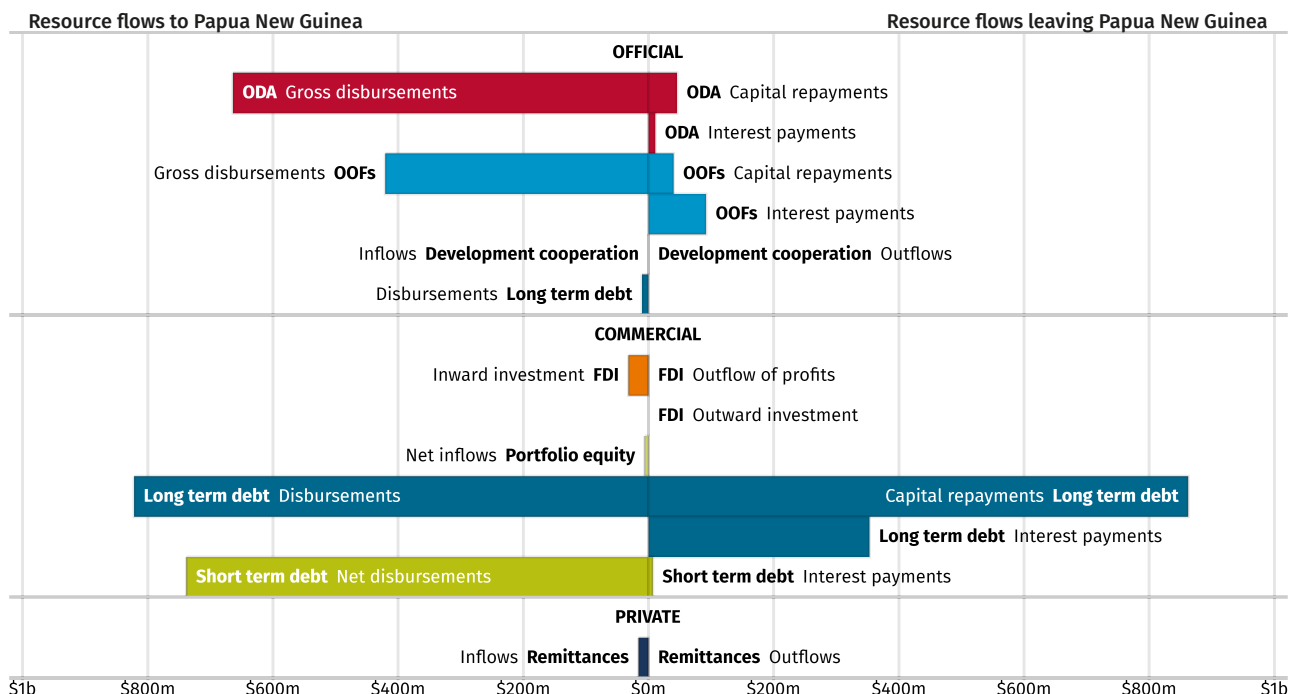 Resource flows to Papua New Guinea Resource flows leaving Papua New Guinea
OFFICIAL
ODA Gross disbursements ODA Capital repayments
ODA Interest payments
Gross disbursements OOFs OOFs Capital repayments
OOFs Interest payments
Inflows Development cooperation Development cooperation Outflows
Disbursements Long term debt
COMMERCIAL
Inward investment FDI FDI Outflow of profits
FDI Outward investment
Net inflows Portfolio equity
Long term debt Disbursements Capital repayments Long term debt
Long term debt Interest payments
Short term debt Net disbursements Short term debt Interest payments
PRIVATE
Inflows Remittances Remittances Outflows
$1b $800m $600m $400m $200m $0m $200m $400m $600m $800m $1b